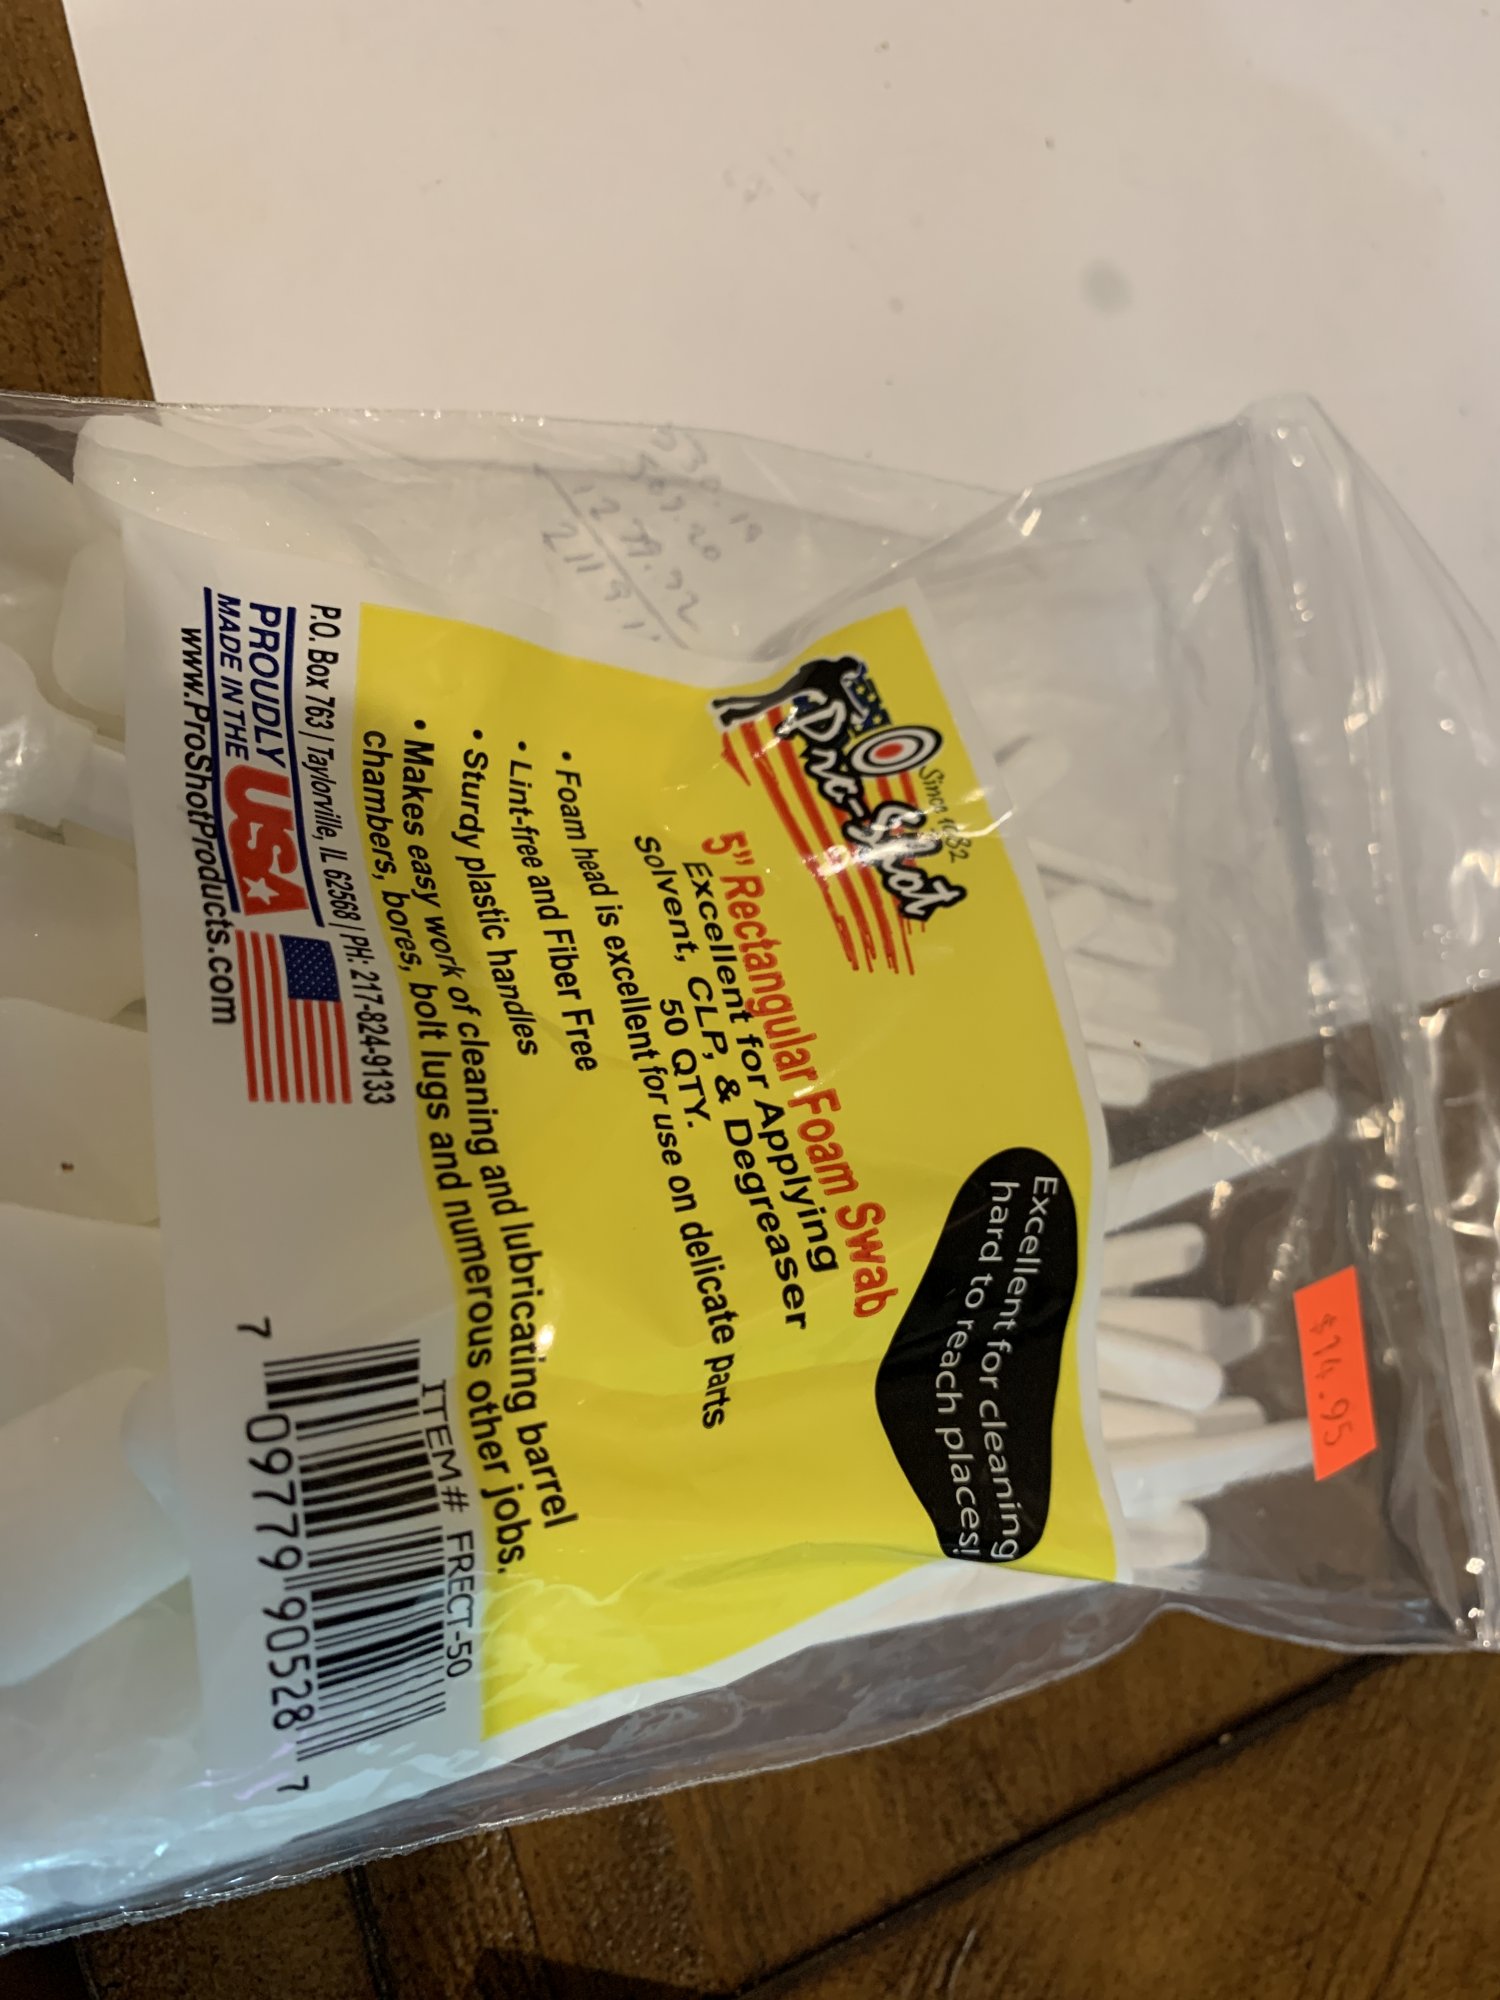 Since 1982
Pro-Shot
Excellent for cleaning
hard to reach places!
5" Rectangular Foam Swab
Excellent for Applying
Solvent, CLP, & Degreaser
50 QTY.
• Foam head is excellent for use on delicate parts
• Lint-free and Fiber Free
• Sturdy plastic handles
• Makes easy work of cleaning and lubricating barrel
chambers, bores, bolt lugs and numerous other jobs.
P.O. Box 763 | Taylorville, IL 62568 | PH: 217-824-9133
PROUDLY
MADE IN THE
USA
www.ProShotProducts.com
ITEM# FRECT-50
7 09779 90528 7
$14.95
1279.72